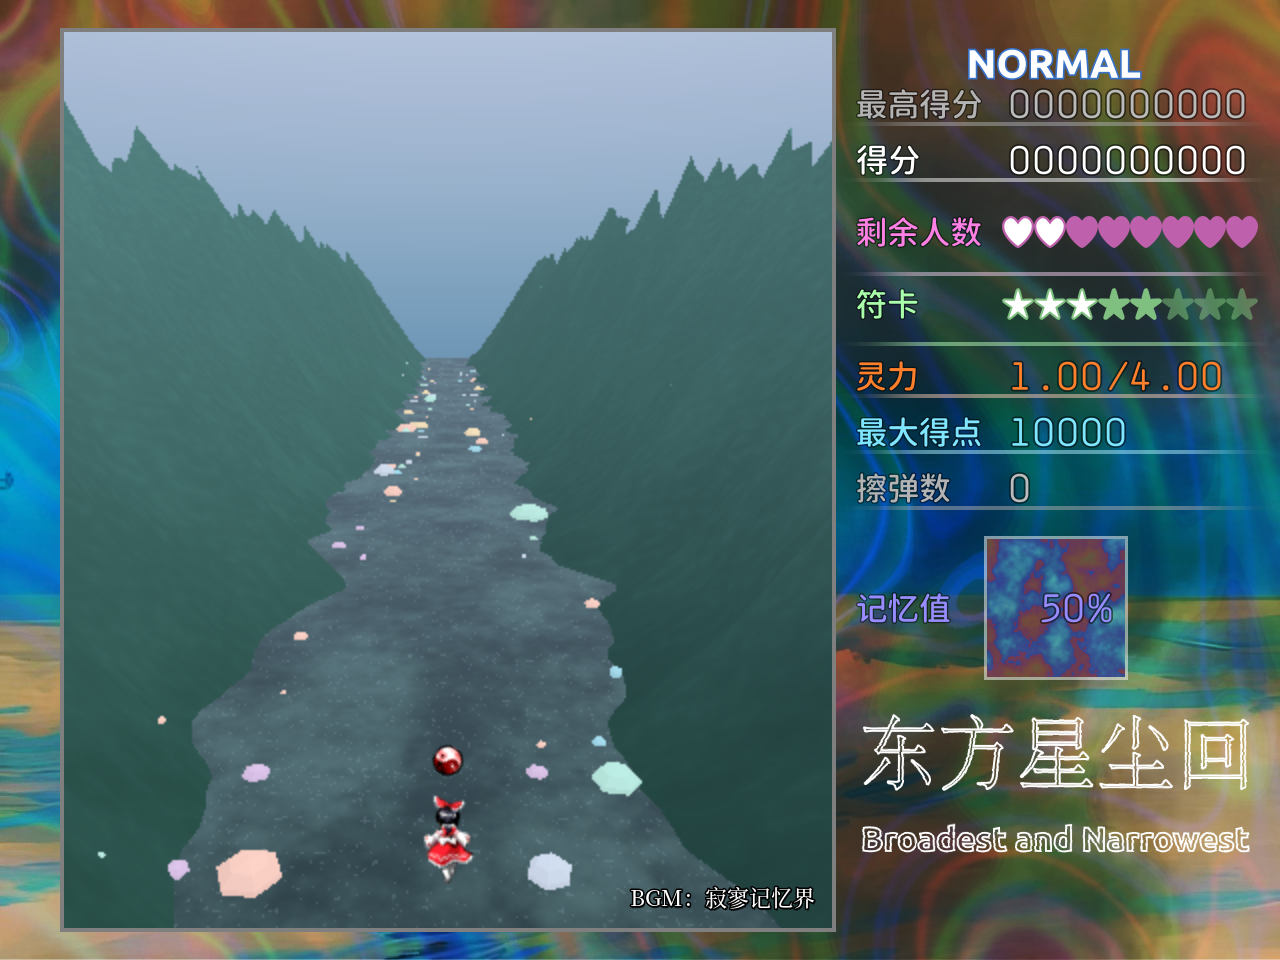 NORMAL
最高得分 0000000000
得分 0000000000
剩余人数
符卡
灵力 1.00/4.00
最大得点 10000
擦弹数 0
记忆值 50%
东方星尘回
Broadest and Narrowest
BGM：寂寥记忆界